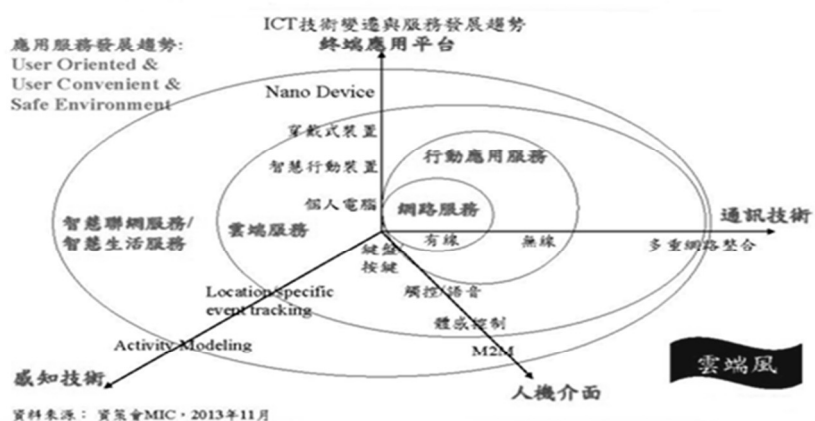 ICT技術變遷與服務發展趨勢
終端應用平台
應用服務發展趨勢:
User Oriented &
User Convenient &
Safe Environment
Nano Device
穿戴式裝置
智慧行動裝置
個人電腦
行動應用服務
網路服務
通訊技術
有線
無線
多重網路整合
智慧聯網服務/
智慧生活服務
雲端服務
鍵盤/
按鍵
觸控/語音
體感控制
M2M
人機介面
Location specific
event tracking
Activity Modeling
感知技術
雲端風
資料來源： 資策會MIC，2013年11月